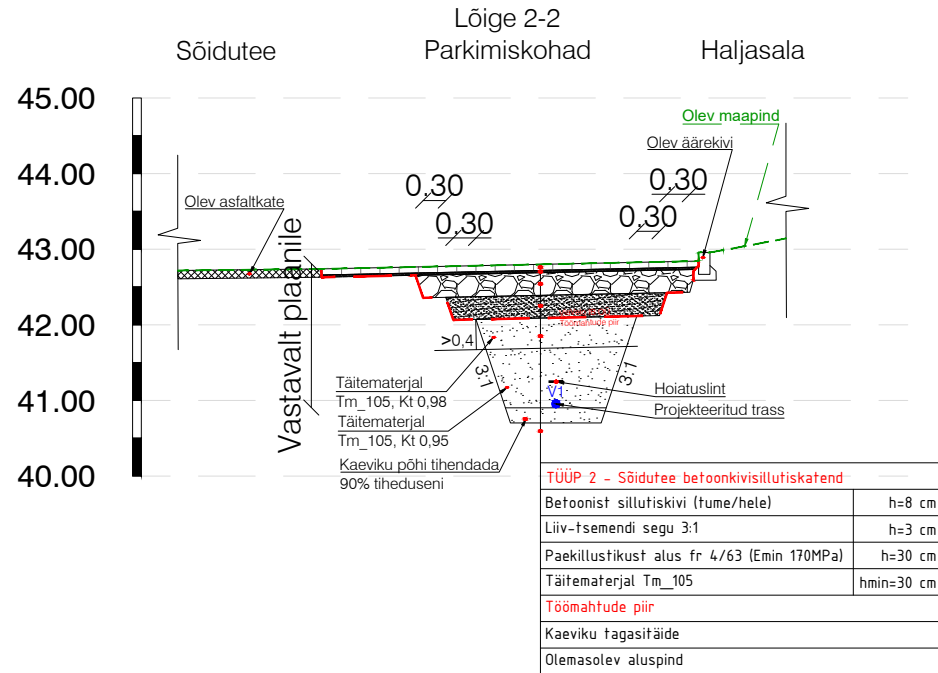 Lõige 2-2
Sõidutee
Parkimiskohad
Haljasala
45.00
44.00
43.00
42.00
41.00
40.00
Olev maapind
Olev äärekivi
Olev asfaltkate
0,30
0,30
0,30
0,30
Vastavalt plaanile
Töömahtude piir
>0,4
3:1
3:1
Täitematerjal
Tm_105, Kt 0,98
Täitematerjal
Tm_105, Kt 0,95
Kaeviku põhi tihendada
90% tiheduseni
V1
Hoiatuslint
Projekteeritud trass
TÜÜP 2 - Sõidutee betoonkivisillutiskatend
Betoonist sillutiskivi (tume/hele) h=8 cm
Liiv-tsemendi segu 3:1 h=3 cm
Paekillustikust alus fr 4/63 (Emin 170MPa) h=30 cm
Täitematerjal Tm_105 hmin=30 cm
Töömahtude piir
Kaeviku tagasitäide
Olemasolev aluspind